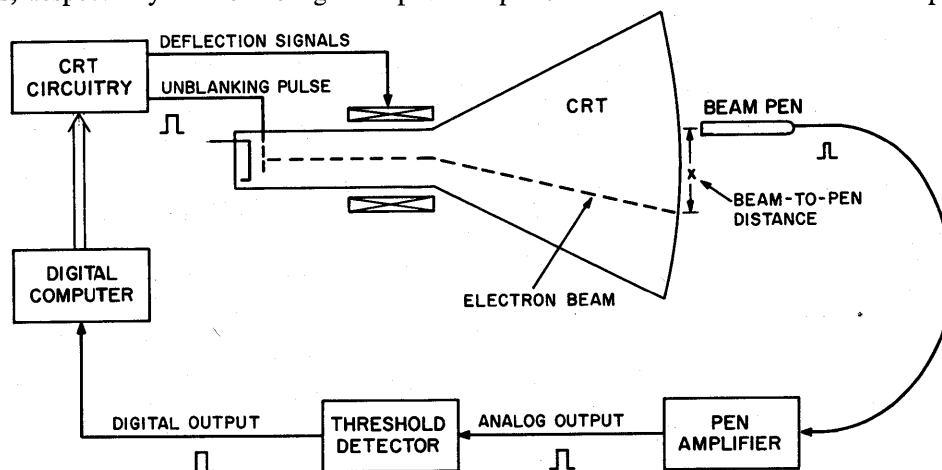 DEFLECTION SIGNALS
CRT
CIRCUITRY
UNBLANKING PULSE
CRT
BEAM PEN
x
BEAM-TO-PEN
DISTANCE
DIGITAL
COMPUTER
ELECTRON BEAM
DIGITAL OUTPUT
THRESHOLD
DETECTOR
ANALOG OUTPUT
PEN
AMPLIFIER